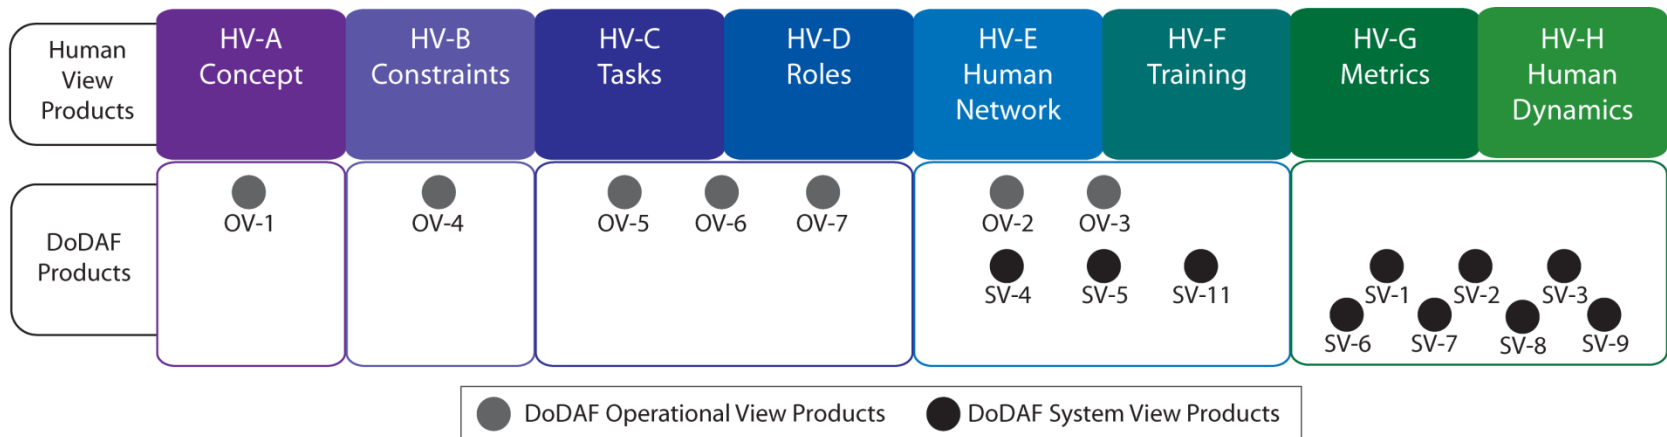 Human
View
Products
HV-A
Concept
HV-B
Constraints
HV-C
Tasks
HV-D
Roles
HV-E
Human
Network
HV-F
Training
HV-G
Metrics
HV-H
Human
Dynamics
DoDAF
Products
OV-1
OV-4
OV-5
OV-6
OV-7
OV-2
OV-3
SV-4
SV-5
SV-11
SV-1
SV-2
SV-3
SV-6
SV-7
SV-8
SV-9
DoDAF Operational View Products
DoDAF System View Products